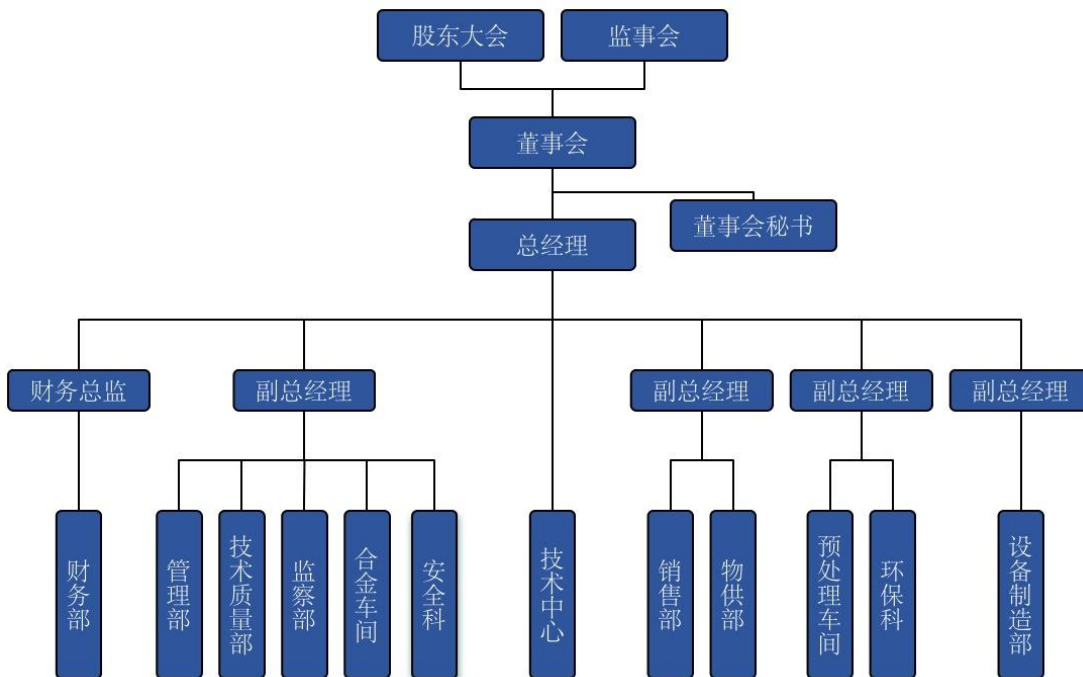 股东大会
监事会
董事会
董事会秘书
总经理
财务总监
副总经理
副总经理
副总经理
副总经理
财务部
管理部
技术质量部
监察部
合金车间
安全科
技术中心
销售部
物供部
预处理车间
环保科
设备制造部